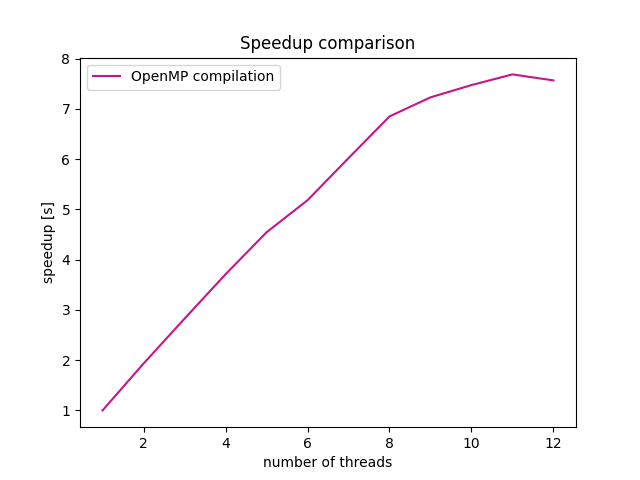 Speedup comparison
OpenMP compilation
speedup [s]
8
7
6
5
4
3
2
1
2 4 6 8 10 12
number of threads